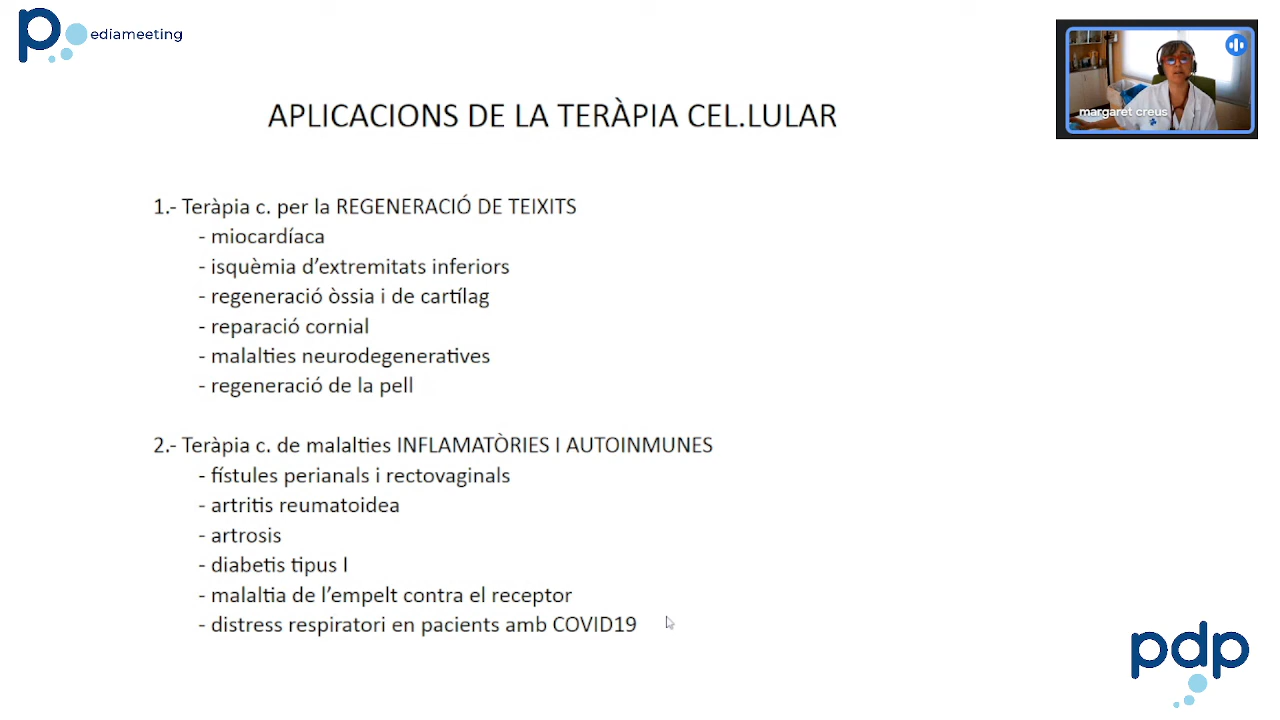 pediameeting
margaret creus
APLICACIONS DE LA TERÀPIA CEL.LULAR
1.- Teràpia c. per la REGENERACIÓ DE TEIXITS
- miocardíaca
- isquèmia d’extremitats inferiors
- regeneració òssia i de cartílag
- reparació cornial
- malalties neurodegeneratives
- regeneració de la pell
2.- Teràpia c. de malalties INFLAMATÒRIES I AUTOINMUNES
- fístules perianals i rectovaginals
- artritis reumatoidea
- artrosis
- diabetis tipus I
- malaltia de l’empelt contra el receptor
- distress respiratori en pacients amb COVID19
pdp